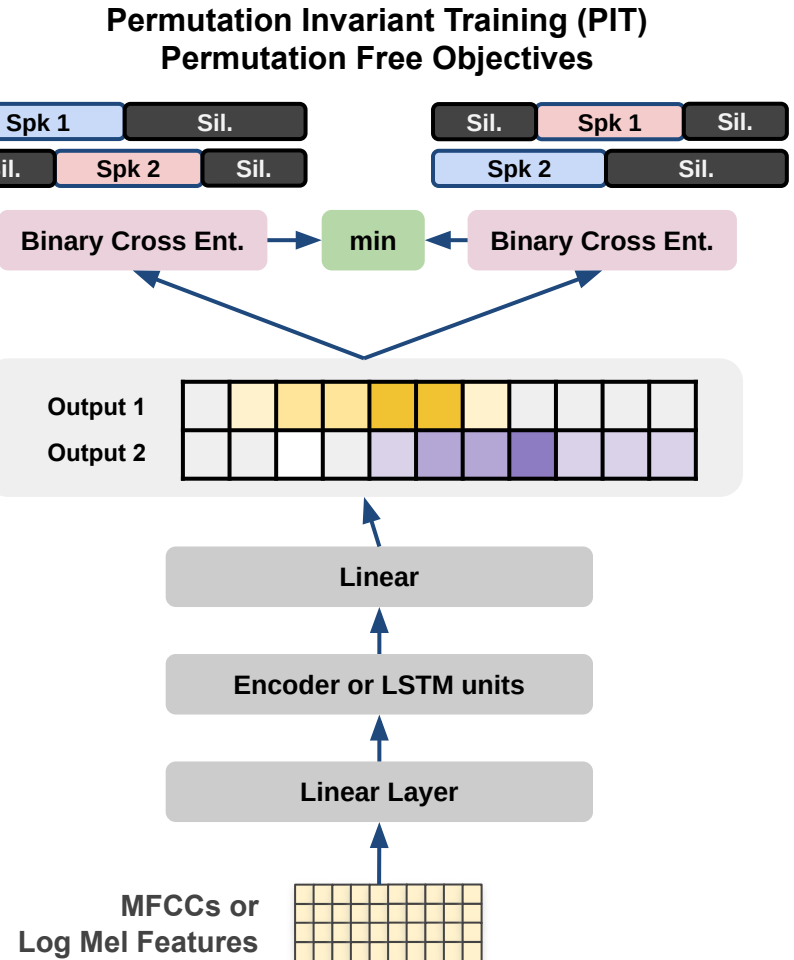 Permutation Invariant Training (PIT)
Permutation Free Objectives
Spk 1 Sil. Sil. Spk 1 Sil.
il. Spk 2 Sil. Spk 2 Sil.
Binary Cross Ent. min Binary Cross Ent.
Output 1
Output 2
Linear
Encoder or LSTM units
Linear Layer
MFCCs or
Log Mel Features